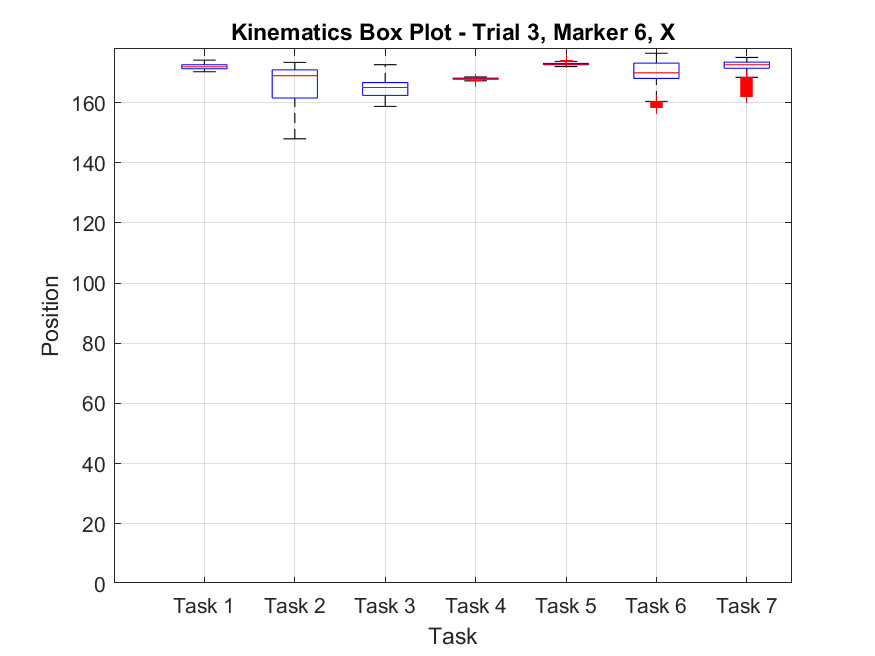 Kinematics Box Plot - Trial 3, Marker 6, X
Position
160
140
120
100
80
60
40
20
0
Task 1 Task 2 Task 3 Task 4 Task 5 Task 6 Task 7
Task